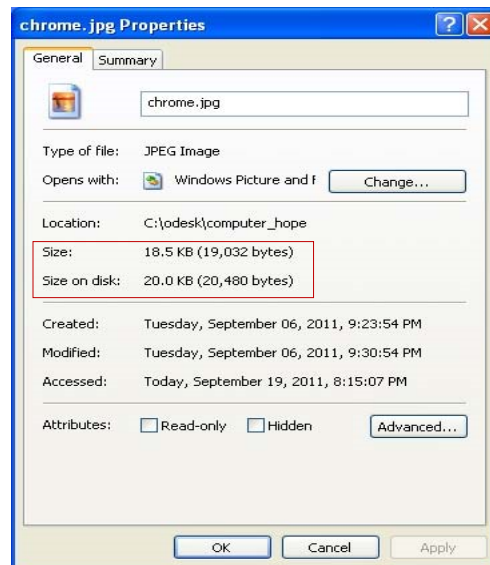 chrome.jpg Properties
General Summary
chrome.jpg
Type of file: JPEG Image
Opens with: Windows Picture and F Change...
Location: C:\odesk\computer_hope
Size: 18.5 KB (19,032 bytes)
Size on disk: 20.0 KB (20,480 bytes)
Created: Tuesday, September 06, 2011, 9:23:54 PM
Modified: Tuesday, September 06, 2011, 9:30:54 PM
Accessed: Today, September 19, 2011, 8:15:07 PM
Attributes: Read-only Hidden Advanced...
OK Cancel Apply